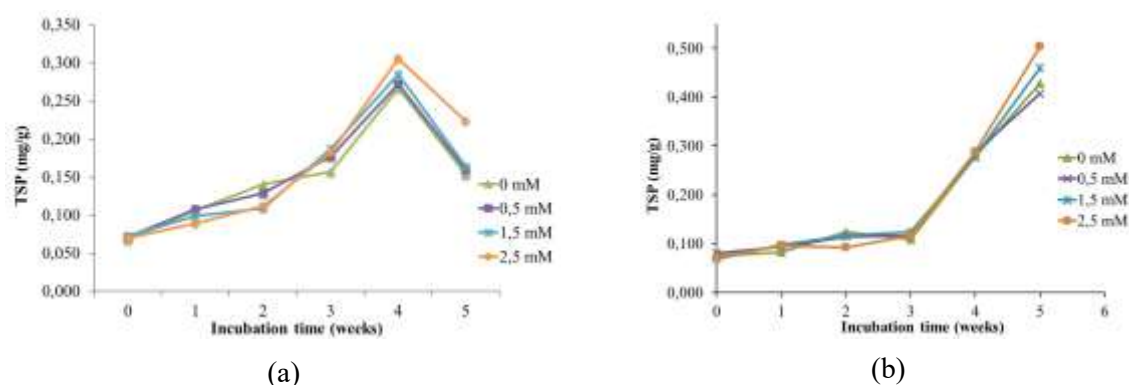 0,350
0,300
0,250
0,200
0,150
0,100
0,050
0,000
TSP (mg/g)
0 1 2 3 4 5
Incubation time (weeks)
0 mM
0,5 mM
1,5 mM
2,5 mM
(a)
0,500
0,400
0,300
0,200
0,100
0,000
TSP (mg/g)
0 1 2 3 4 5 6
Incubation time (weeks)
0 mM
0,5 mM
1,5 mM
2,5 mM
(b)